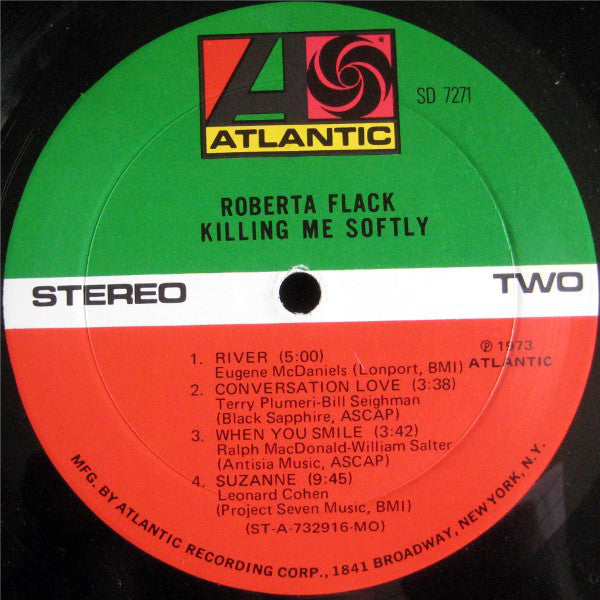 ATLANTIC
SD 7271
ROBERTA FLACK
KILLING ME SOFTLY
STEREO
TWO
℗ 1973
ATLANTIC
1. RIVER (5:00)
Eugene McDaniels (Lonport, BMI)
2. CONVERSATION LOVE (3:38)
Terry Plumeri-Bill Seighman
(Black Sapphire, ASCAP)
3. WHEN YOU SMILE (3:42)
Ralph MacDonald-William Salter
(Antisia Music, ASCAP)
4. SUZANNE (9:45)
Leonard Cohen
(Project Seven Music, BMI)
(ST-A-732916-MO)
MFG. BY ATLANTIC RECORDING CORP., 1841 BROADWAY, NEW YORK, N.Y.